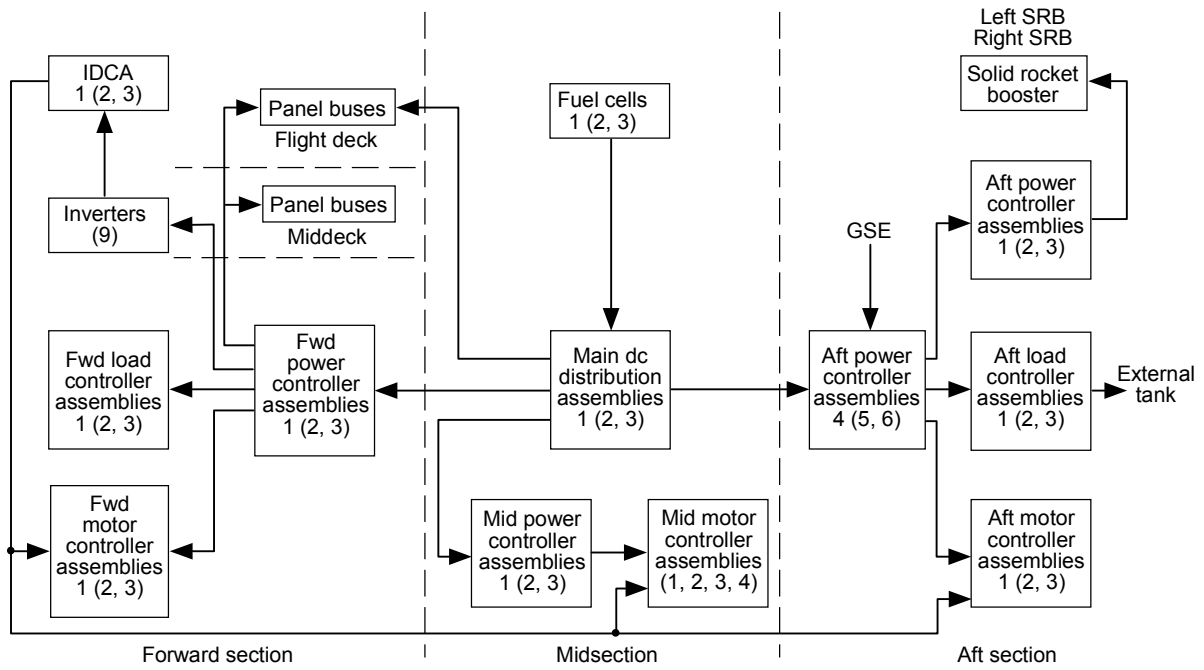 Left SRB
Right SRB
IDCA
1 (2, 3)
Panel buses
Flight deck
Fuel cells
1 (2, 3)
Solid rocket
booster
Inverters
(9)
Panel buses
Middeck
GSE
Aft power
controller
assemblies
1 (2, 3)
Fwd load
controller
assemblies
1 (2, 3)
Fwd
power
controller
assemblies
1 (2, 3)
Main dc
distribution
assemblies
1 (2, 3)
Aft power
controller
assemblies
4 (5, 6)
Aft load
controller
assemblies
1 (2, 3)
External
tank
Fwd
motor
controller
assemblies
1 (2, 3)
Mid power
controller
assemblies
1 (2, 3)
Mid motor
controller
assemblies
(1, 2, 3, 4)
Aft motor
controller
assemblies
1 (2, 3)
Forward section
Midsection
Aft section